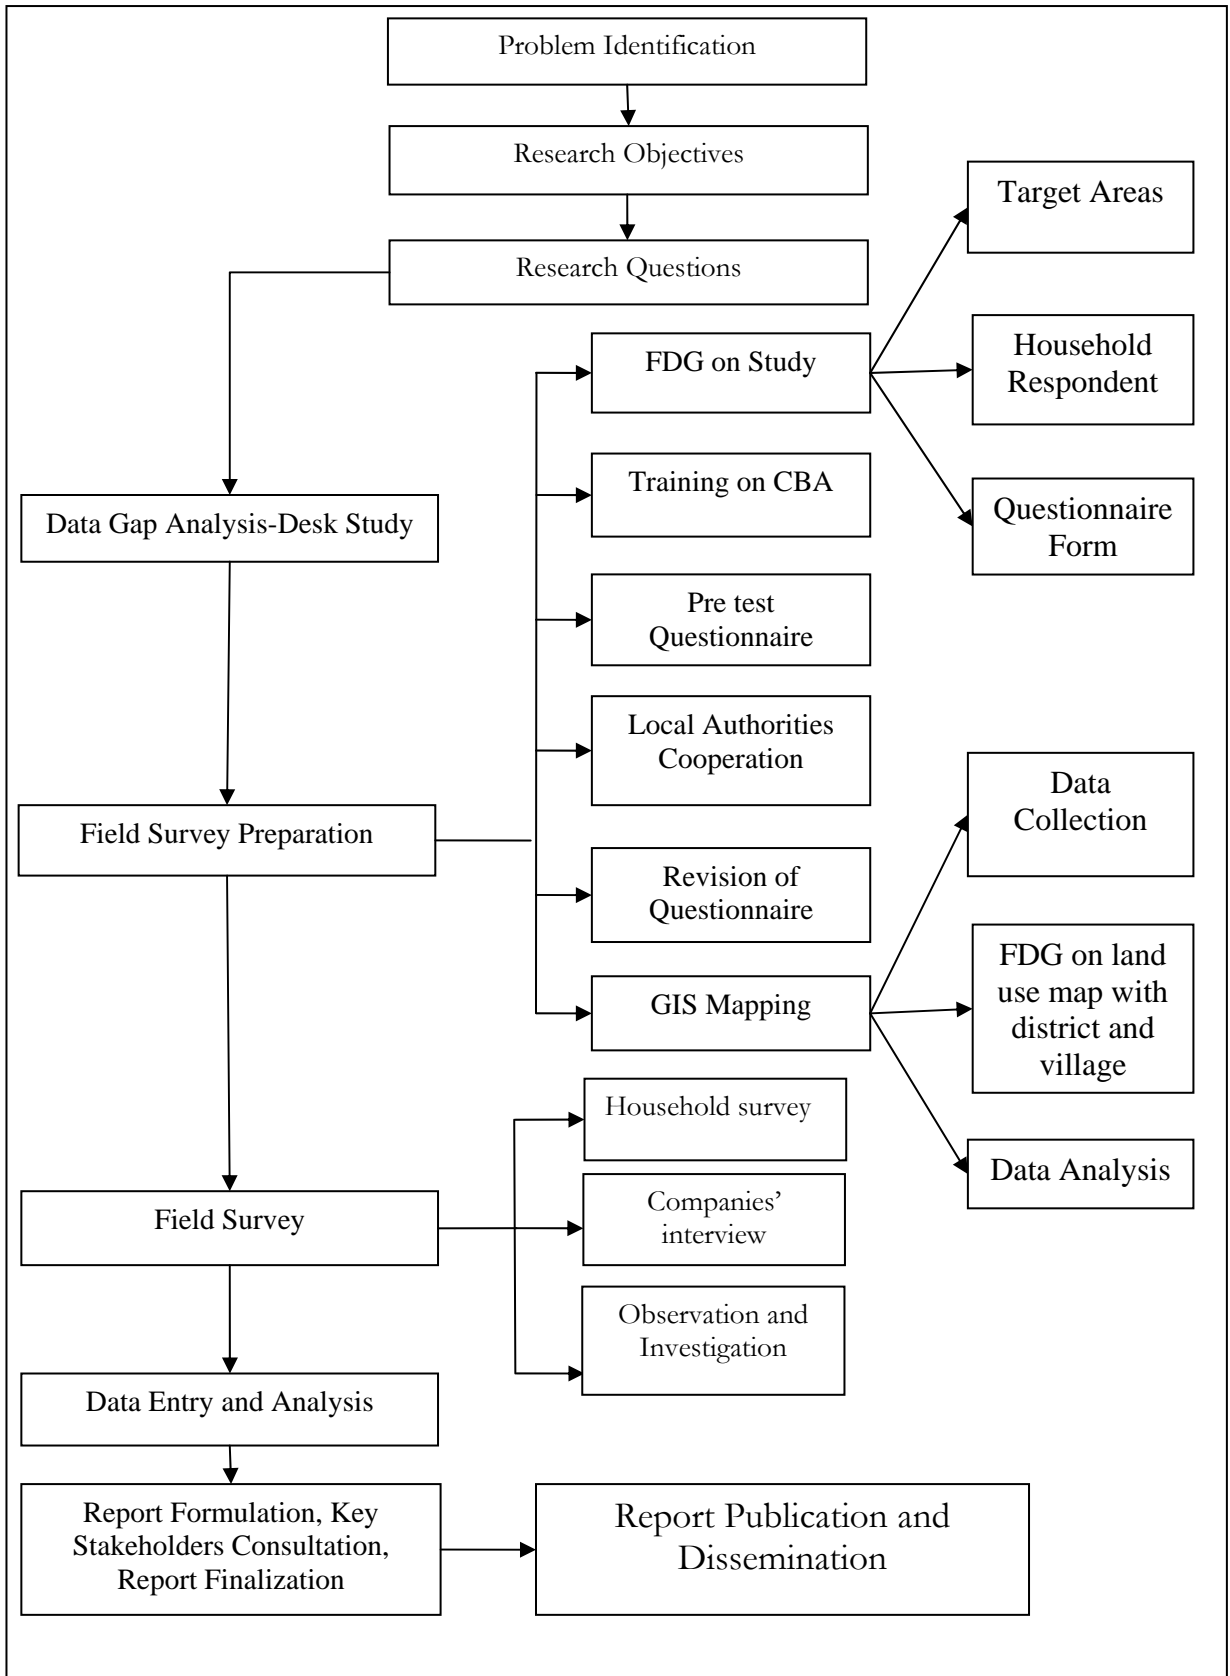 Problem Identification
Research Objectives
Research Questions
Target Areas
FDG on Study
Household
Respondent
Training on CBA
Questionnaire
Form
Data Gap Analysis-Desk Study
Pre test
Questionnaire
Local Authorities
Cooperation
Data
Collection
Field Survey Preparation
Revision of
Questionnaire
FDG on land
use map with
district and
village
GIS Mapping
Household survey
Data Analysis
Field Survey
Companies’
interview
Observation and
Investigation
Data Entry and Analysis
Report Formulation, Key
Stakeholders Consultation,
Report Finalization
Report Publication and
Dissemination